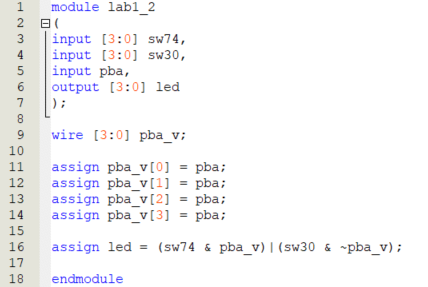 1 module lab1_2
2 (
3 input [3:0] sw74,
4 input [3:0] sw30,
5 input pba,
6 output [3:0] led
7 );
8
9 wire [3:0] pba_v;
10
11 assign pba_v[0] = pba;
12 assign pba_v[1] = pba;
13 assign pba_v[2] = pba;
14 assign pba_v[3] = pba;
15
16 assign led = (sw74 & pba_v)|(sw30 & ~pba_v);
17
18 endmodule